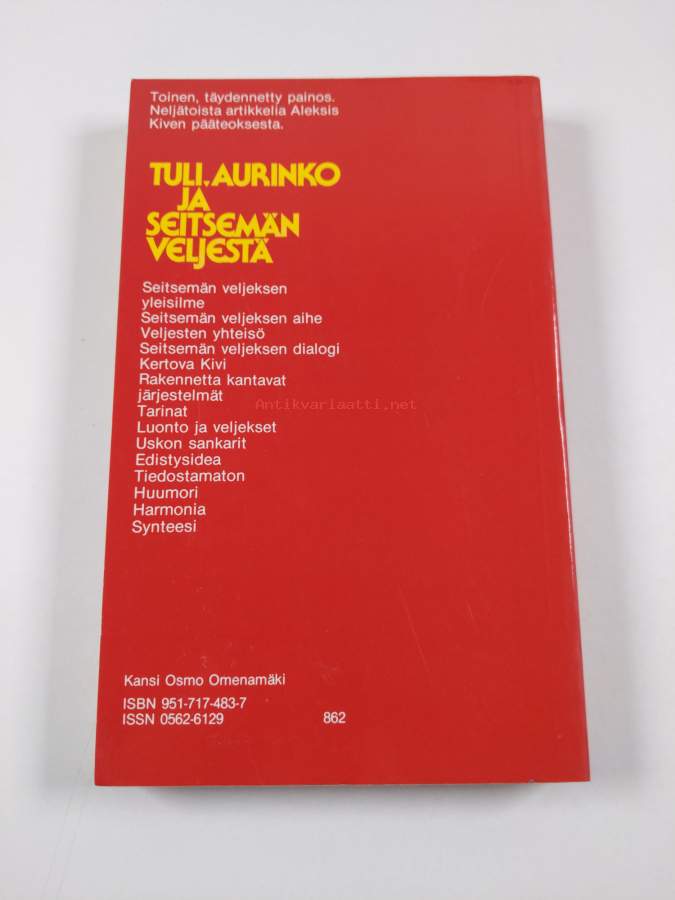 Toinen, täydennetty painos.
Neljätoista artikkelia Aleksis
Kiven pääteoksesta.
TULI, AURINKO
JA
SEITSEMÄN
VELJESTÄ
Seitsemän veljeksen
yleisilme
Seitsemän veljeksen aihe
Veljesten yhteisö
Seitsemän veljeksen dialogi
Kertova Kivi
Rakennetta kantavat
järjestelmät
Antikvariaatti.net
Tarinat
Luonto ja veljekset
Uskon sankarit
Edistysidea
Tiedostamaton
Huumori
Harmonia
Synteesi
Kansi Osmo Omenamäki
ISBN 951-717-483-7
ISSN 0562-6129 862